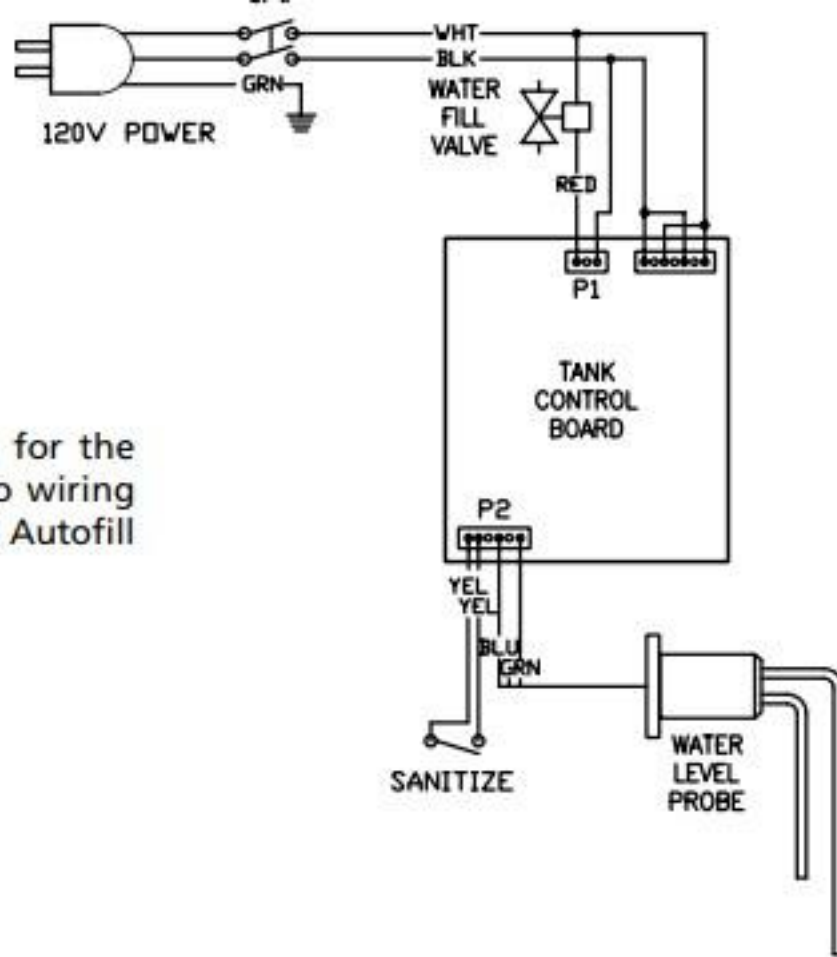 WHT
BLK
GRN
120V POWER
WATER
FILL
VALVE
RED
P1
TANK
CONTROL
BOARD
for the
wiring
Autofill
P2
YEL
YEL
BLU
GRN
SANITIZE
WATER
LEVEL
PROBE